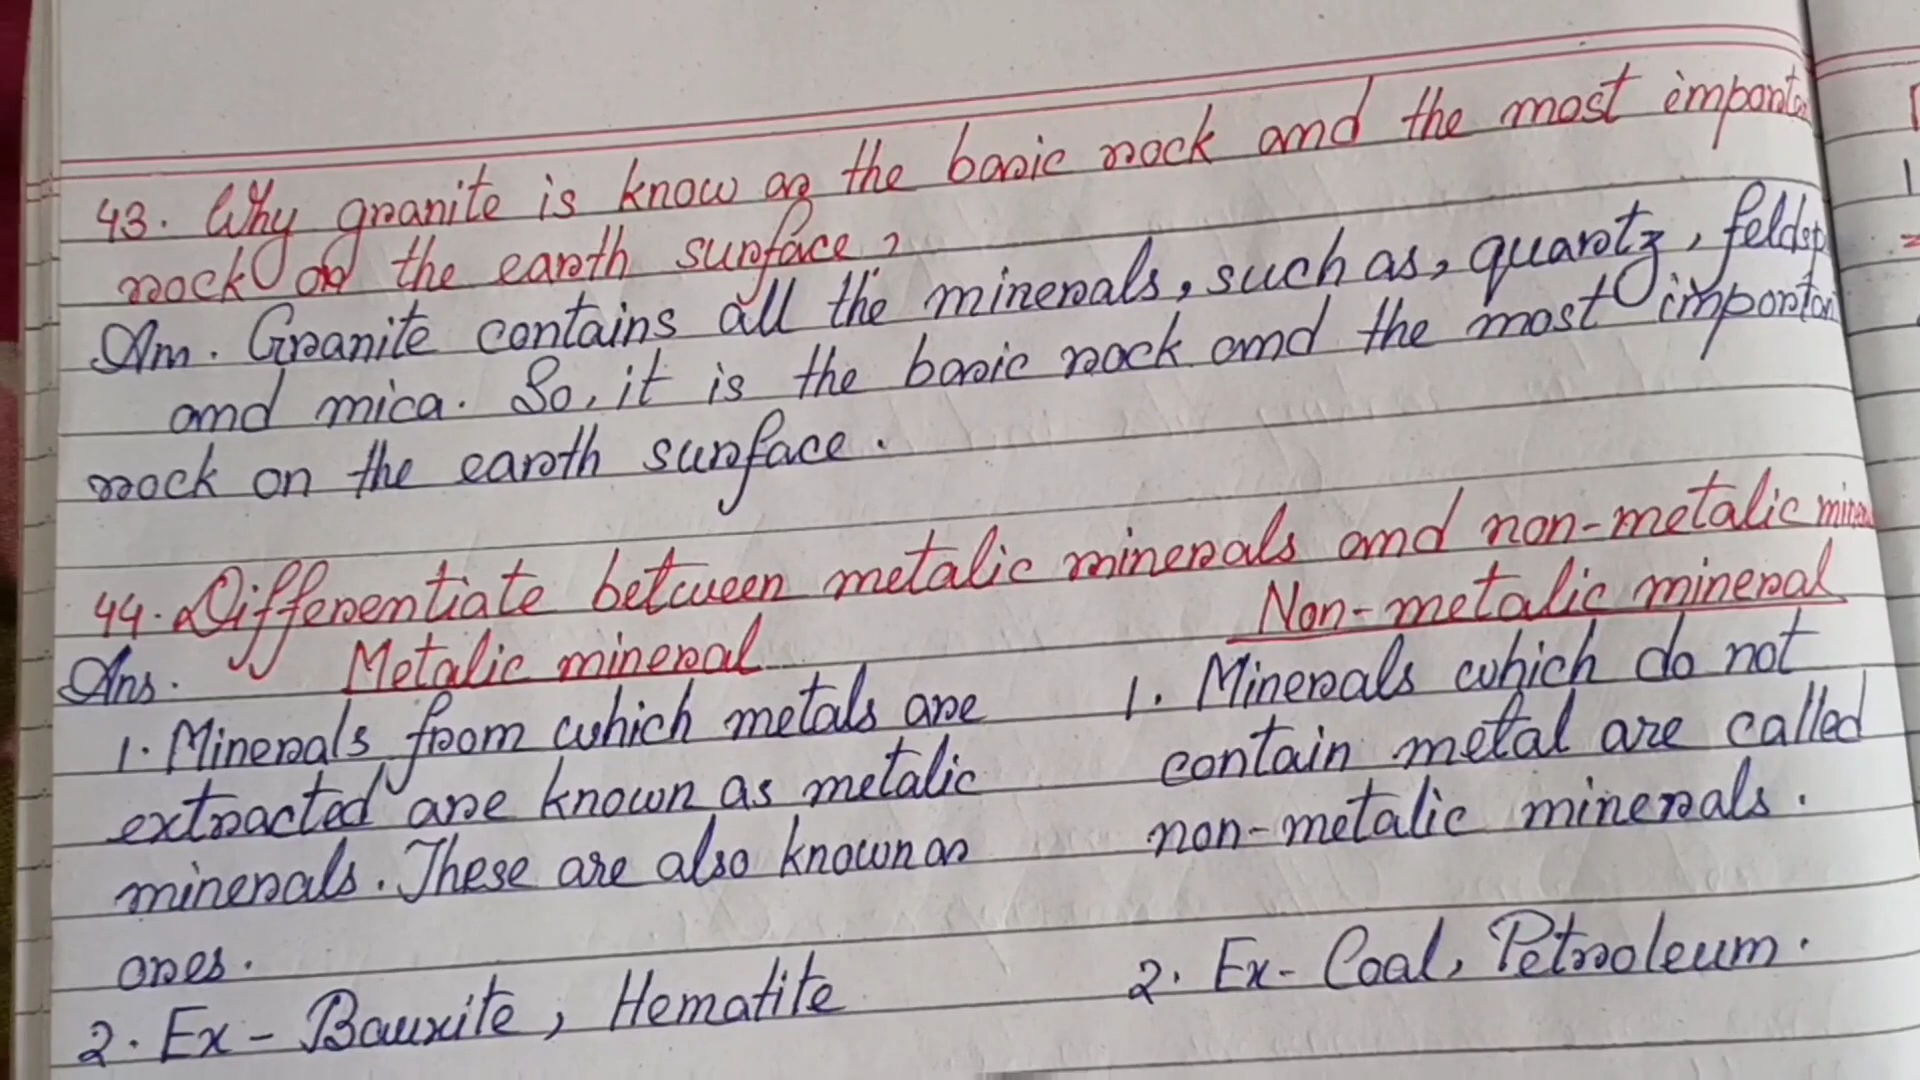 43. Why granite is know as the basic rock and the most importa
rock on the earth surface?
Ans. Granite contains all the minerals, such as, quartz, feldsp
and mica. So, it is the basic rock and the most importan
rock on the earth surface.
44. Differentiate between metalic minerals and non-metalic miner
Ans. Metalic mineral Non-metalic mineral
1. Minerals from which metals are
extracted are known as metalic
minerals. These are also known as
ores.
2. Ex - Bauxite, Hematite
1. Minerals which do not
contain metal are called
non-metalic minerals.
2. Ex - Coal, Petroleum.